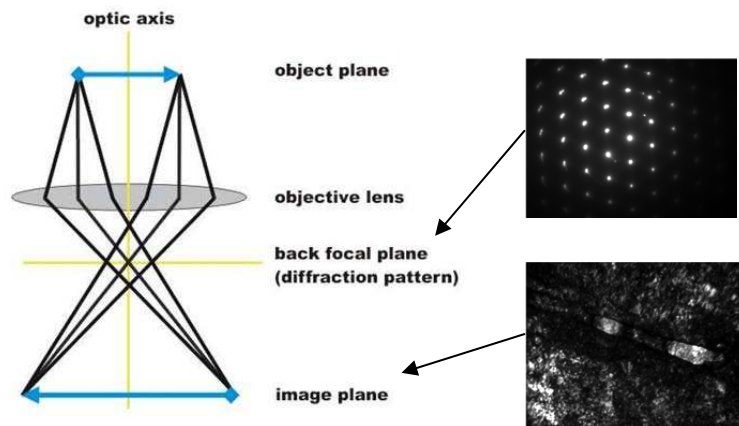 optic axis
object plane
objective lens
back focal plane
(diffraction pattern)
image plane